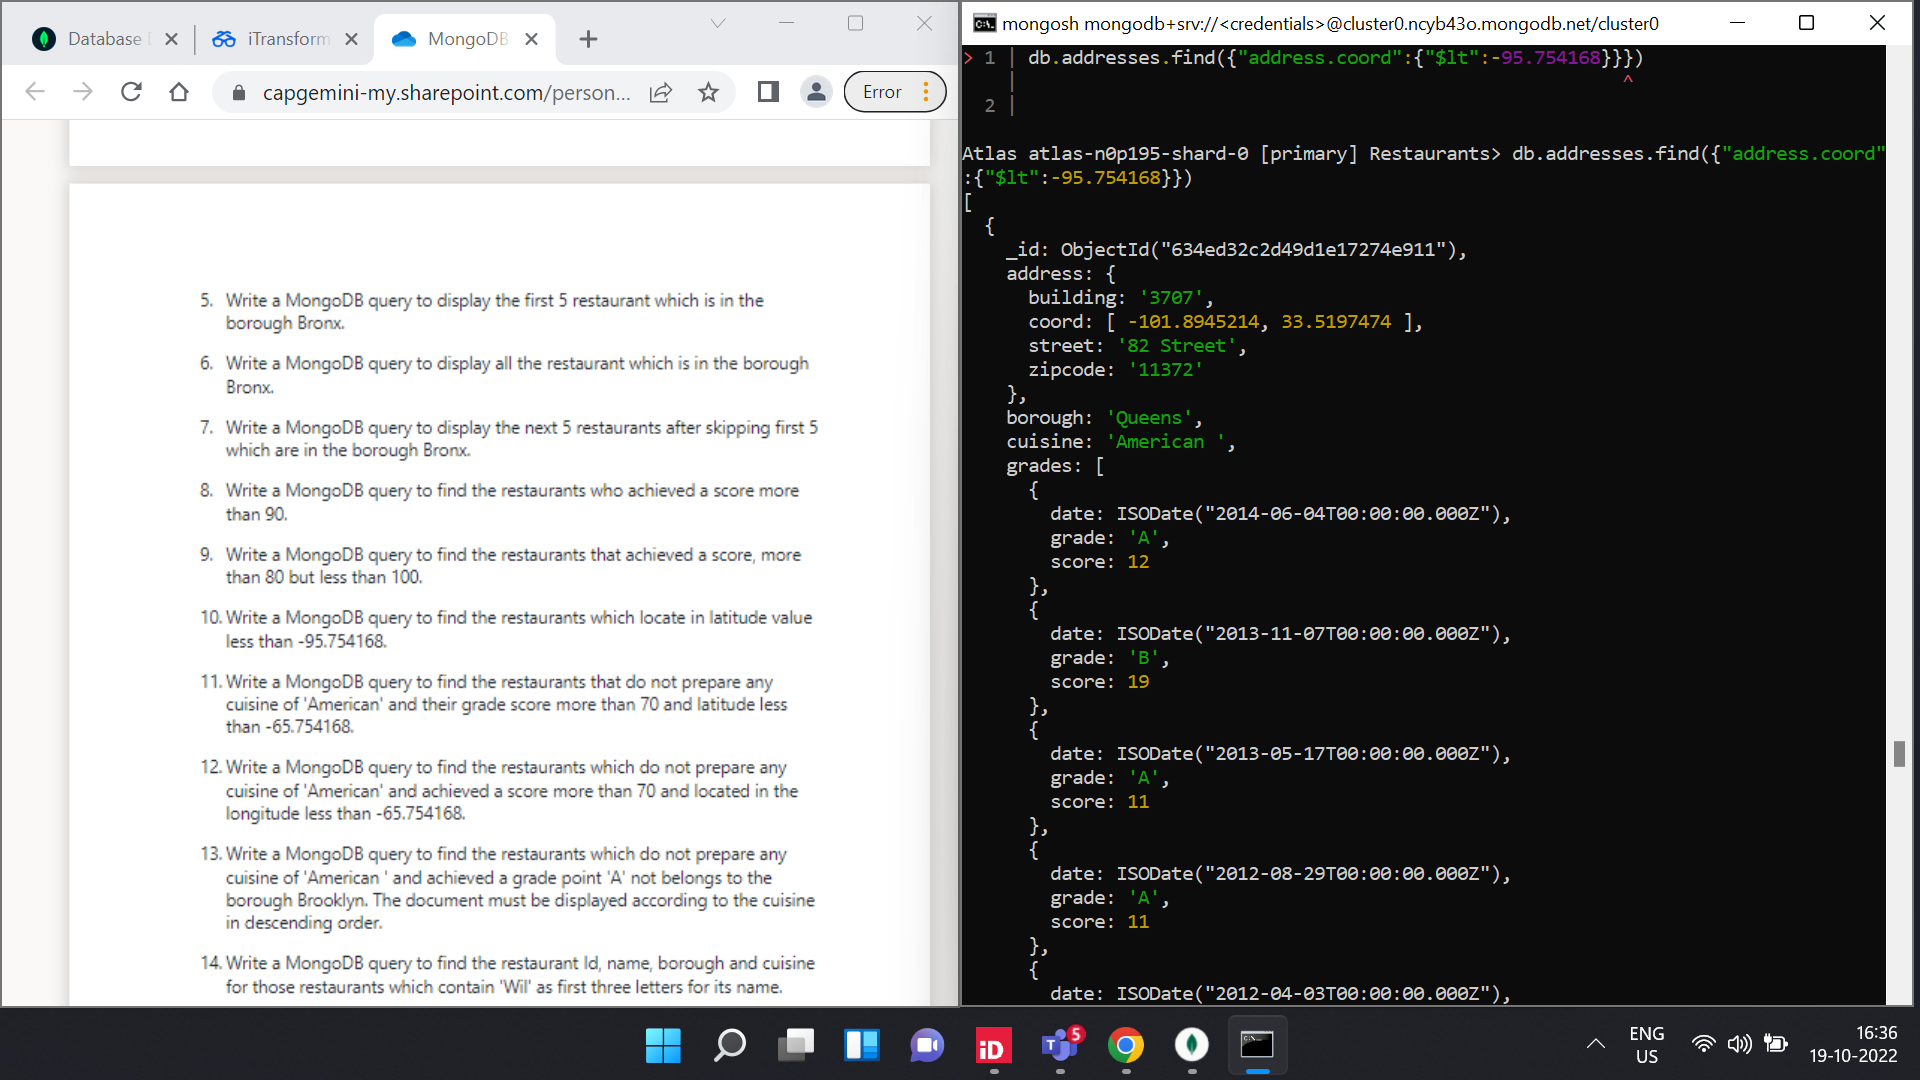 Database
iTransform
MongoDB
capgemini-my.sharepoint.com/person...
Error
5. Write a MongoDB query to display the first 5 restaurant which is in the
borough Bronx.
6. Write a MongoDB query to display all the restaurant which is in the borough
Bronx.
7. Write a MongoDB query to display the next 5 restaurants after skipping first 5
which are in the borough Bronx.
8. Write a MongoDB query to find the restaurants who achieved a score more
than 90.
9. Write a MongoDB query to find the restaurants that achieved a score, more
than 80 but less than 100.
10. Write a MongoDB query to find the restaurants which locate in latitude value
less than -95.754168.
11. Write a MongoDB query to find the restaurants that do not prepare any
cuisine of 'American' and their grade score more than 70 and latitude less
than -65.754168.
12. Write a MongoDB query to find the restaurants which do not prepare any
cuisine of 'American' and achieved a score more than 70 and located in the
longitude less than -65.754168.
13. Write a MongoDB query to find the restaurants which do not prepare any
cuisine of 'American ' and achieved a grade point 'A' not belongs to the
borough Brooklyn. The document must be displayed according to the cuisine
in descending order.
14. Write a MongoDB query to find the restaurant Id, name, borough and cuisine
for those restaurants which contain 'Wil' as first three letters for its name.
mongosh mongodb+srv://<credentials>@cluster0.ncyb43o.mongodb.net/cluster0
> 1 | db.addresses.find({"address.coord":{"$lt":-95.754168}}})
| ^
2 |
Atlas atlas-n0p195-shard-0 [primary] Restaurants> db.addresses.find({"address.coord"
:{"$lt":-95.754168}})
[
{
_id: ObjectId("634ed32c2d49d1e17274e911"),
address: {
building: '3707',
coord: [ -101.8945214, 33.5197474 ],
street: '82 Street',
zipcode: '11372'
},
borough: 'Queens',
cuisine: 'American ',
grades: [
{
date: ISODate("2014-06-04T00:00:00.000Z"),
grade: 'A',
score: 12
},
{
date: ISODate("2013-11-07T00:00:00.000Z"),
grade: 'B',
score: 19
},
{
date: ISODate("2013-05-17T00:00:00.000Z"),
grade: 'A',
score: 11
},
{
date: ISODate("2012-08-29T00:00:00.000Z"),
grade: 'A',
score: 11
},
{
date: ISODate("2012-04-03T00:00:00.000Z"),
iD
T
5
ENG
US
16:36
19-10-2022